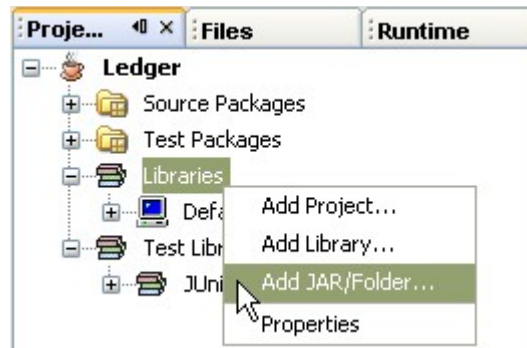 Proje... Files Runtime
Ledger
Source Packages
Test Packages
Libraries
Defa
Add Project...
Test Libr
Add Library...
JUni
Add JAR/Folder...
Properties